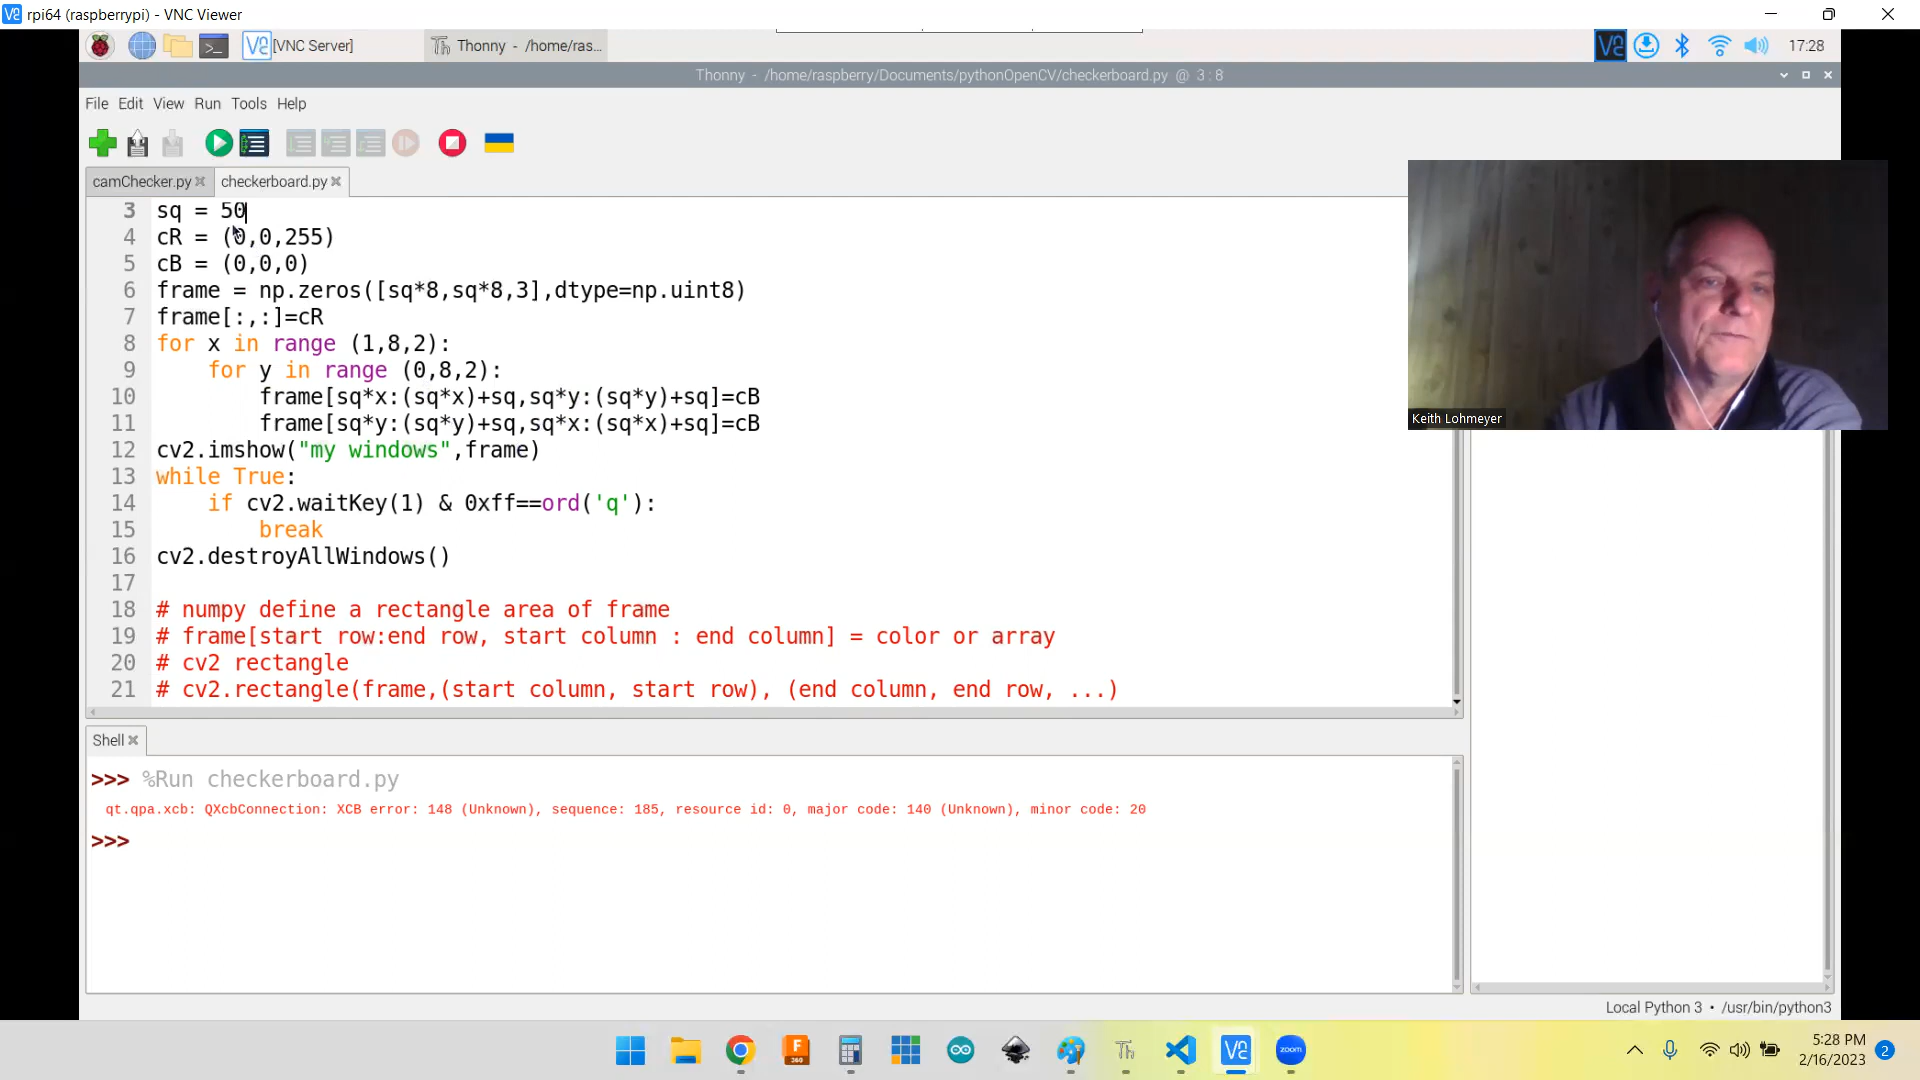 rpi64 (raspberrypi) - VNC Viewer
[VNC Server]
Thonny - /home/ras...
17:28
Thonny - /home/raspberry/Documents/pythonOpenCV/checkerboard.py @ 3 : 8
File Edit View Run Tools Help
camChecker.py
checkerboard.py
3 sq = 50
4 cR = (0,0,255)
5 cB = (0,0,0)
6 frame = np.zeros([sq*8,sq*8,3],dtype=np.uint8)
7 frame[:,:]=cR
8 for x in range (1,8,2):
9 for y in range (0,8,2):
10 frame[sq*x:(sq*x)+sq,sq*y:(sq*y)+sq]=cB
11 frame[sq*y:(sq*y)+sq,sq*x:(sq*x)+sq]=cB
12 cv2.imshow("my windows",frame)
13 while True:
14 if cv2.waitKey(1) & 0xff==ord('q'):
15 break
16 cv2.destroyAllWindows()
17
18 # numpy define a rectangle area of frame
19 # frame[start row:end row, start column : end column] = color or array
20 # cv2 rectangle
21 # cv2.rectangle(frame,(start column, start row), (end column, end row, ...)
Keith Lohmeyer
Shell
>>> %Run checkerboard.py
qt.qpa.xcb: QXcbConnection: XCB error: 148 (Unknown), sequence: 185, resource id: 0, major code: 140 (Unknown), minor code: 20
>>>
Local Python 3 • /usr/bin/python3
F
360
Th
zoom
5:28 PM
2/16/2023
2